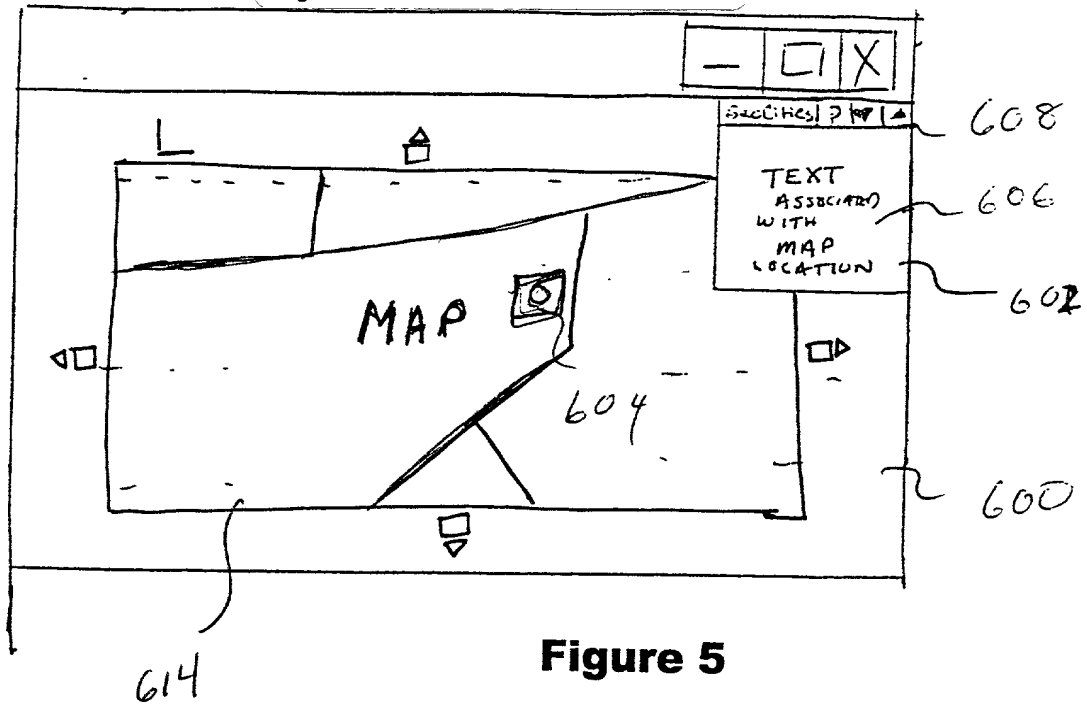 X
GeoCities ?
608
TEXT
ASSOCIATED
WITH
MAP
LOCATION
606
602
MAP
604
600
614
Figure 5